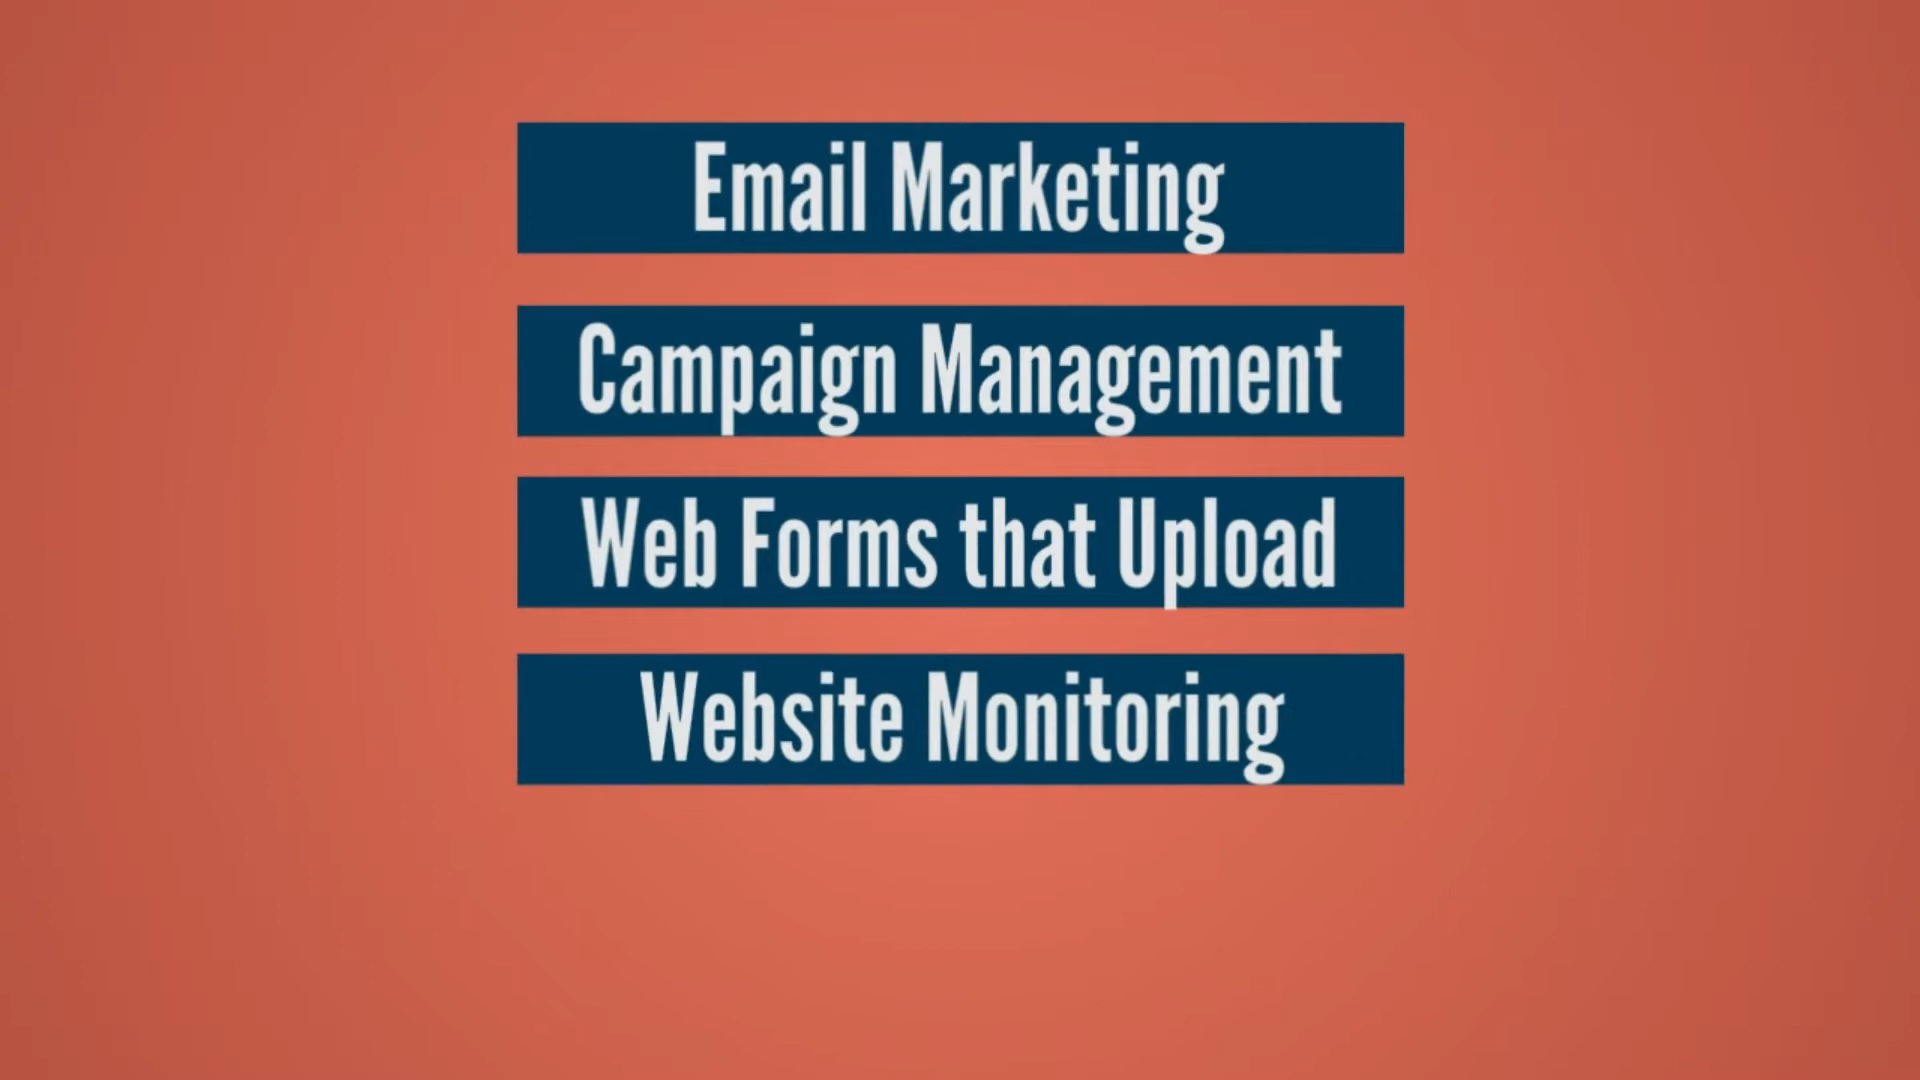 Email Marketing
Campaign Management
Web Forms that Upload
Website Monitoring